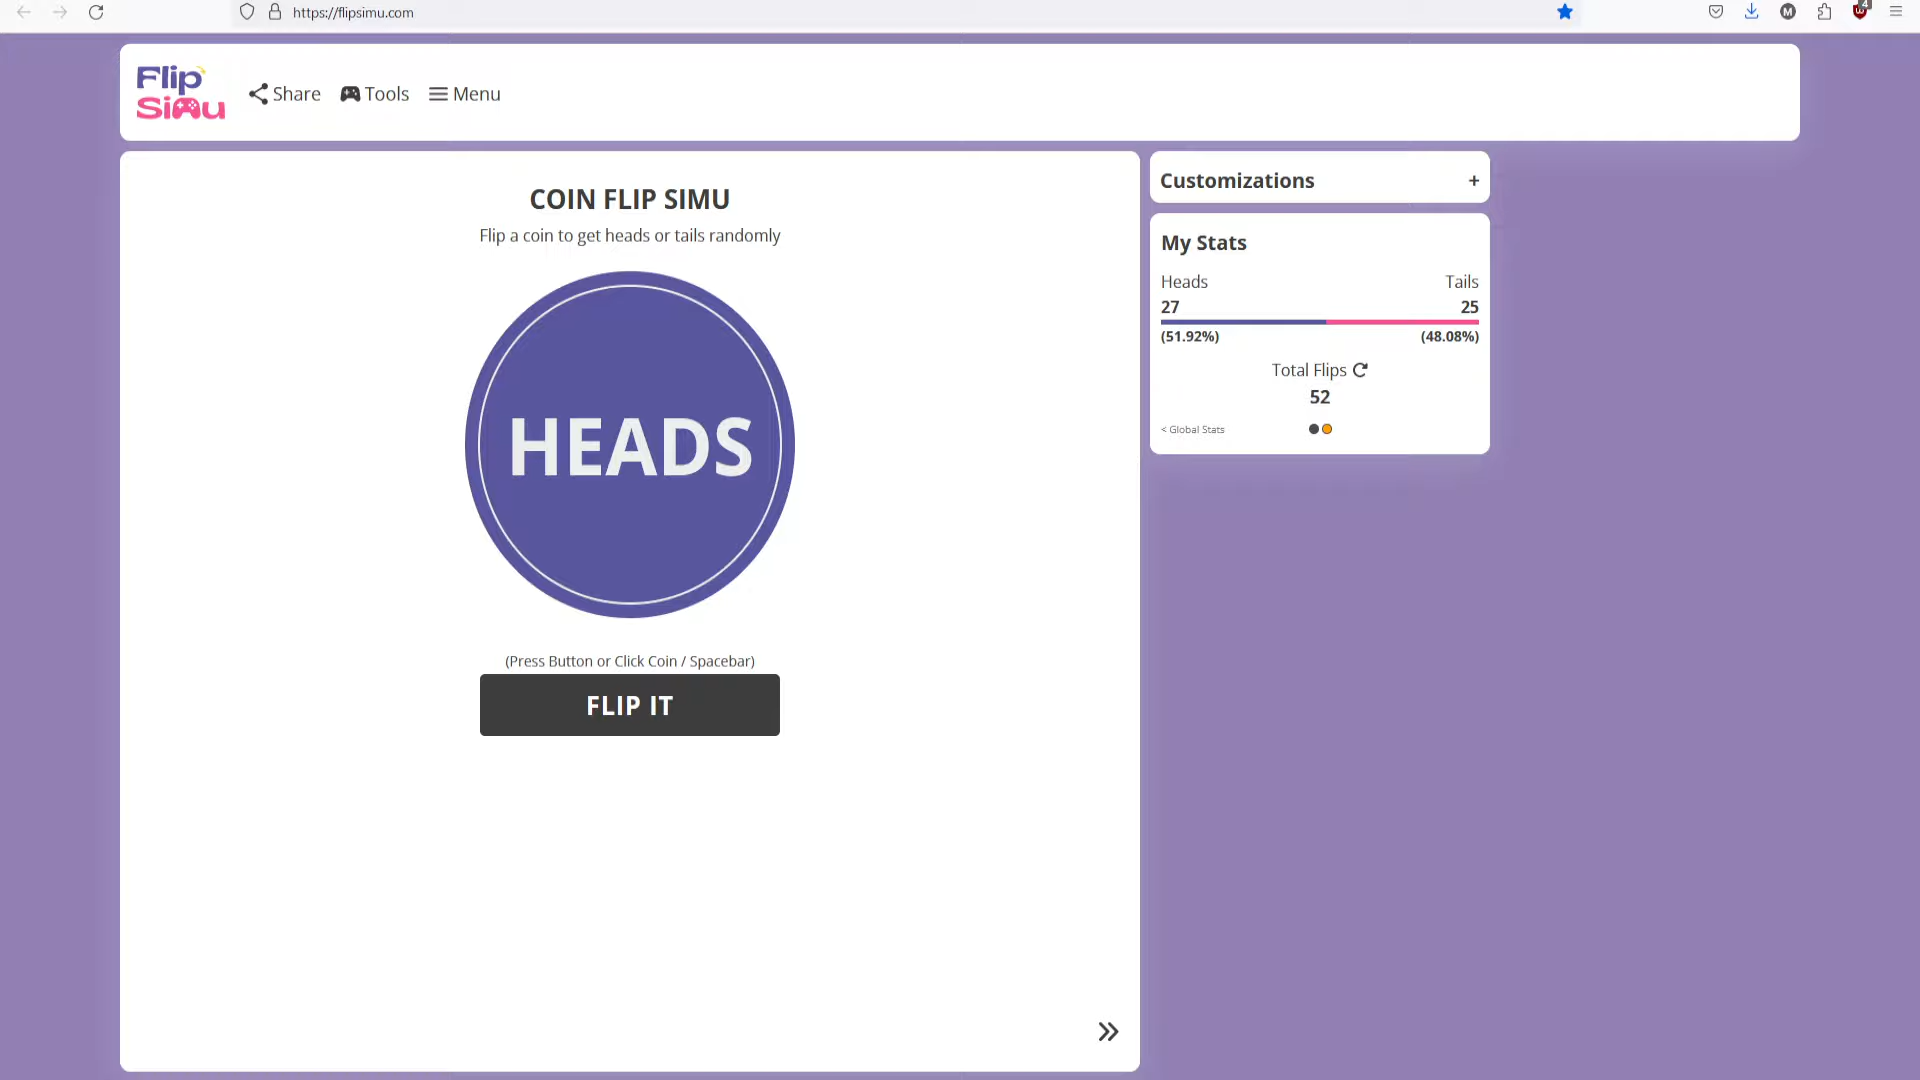 https://flipsimu.com
M
4
Flip
Simu
Share
Tools
Menu
COIN FLIP SIMU
Flip a coin to get heads or tails randomly
HEADS
(Press Button or Click Coin / Spacebar)
FLIP IT
Customizations
+
My Stats
Heads Tails
27 25
(51.92%) (48.08%)
Total Flips
52
< Global Stats